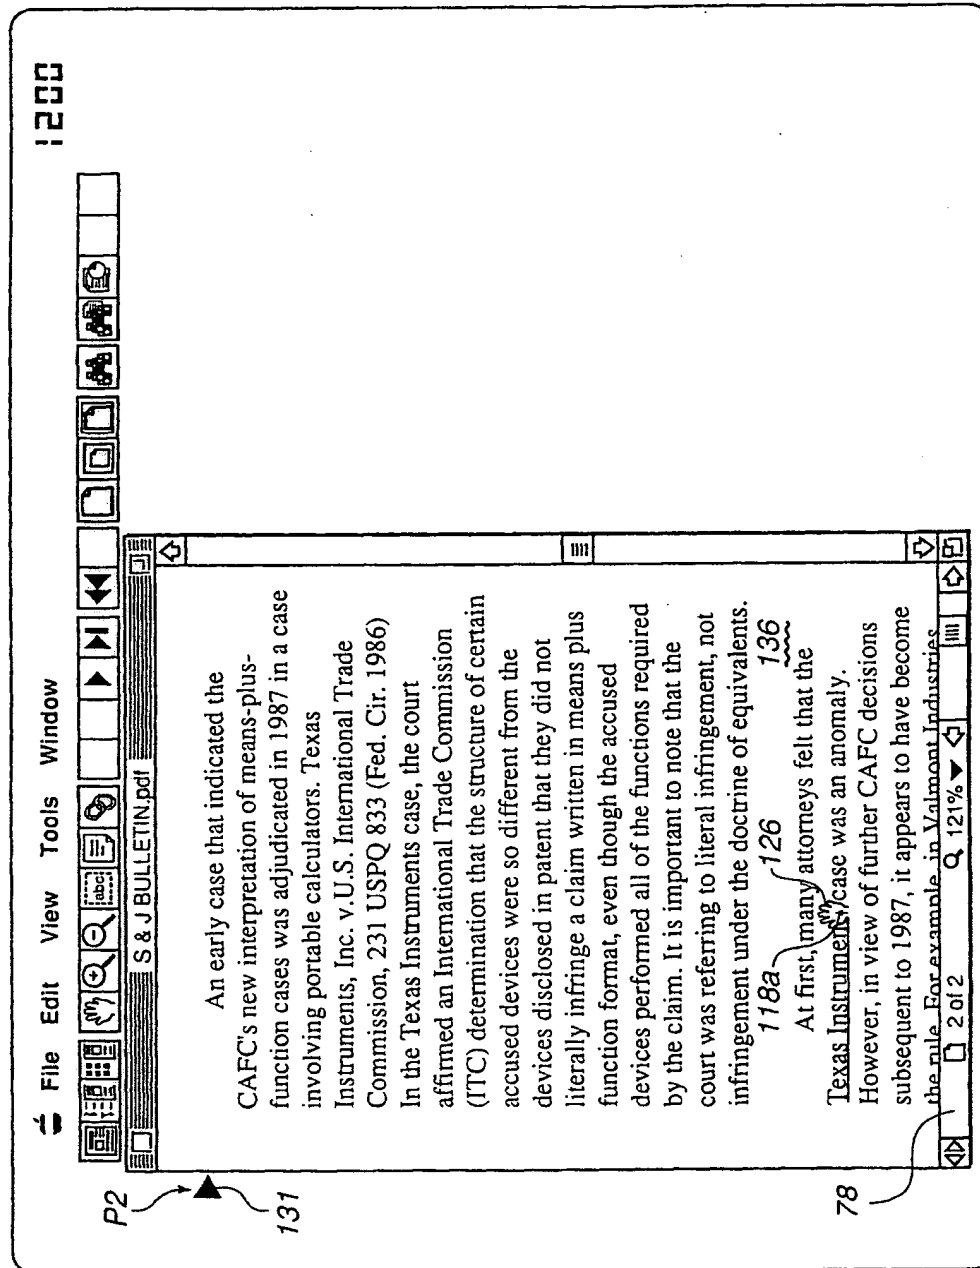 1200
File Edit View Tools Window
abc
S & J BULLETIN.pdf
P2
131
An early case that indicated the
CAFC's new interpretation of means-plus-
function cases was adjudicated in 1987 in a case
involving portable calculators. Texas
Instruments, Inc. v.U.S. International Trade
Commission, 231 USPQ 833 (Fed. Cir. 1986)
In the Texas Instruments case, the court
affirmed an International Trade Commission
(ITC) determination that the structure of certain
accused devices were so different from the
devices disclosed in patent that they did not
literally infringe a claim written in means plus
function format, even though the accused
devices performed all of the functions required
by the claim. It is important to note that the
court was referring to literal infringement, not
infringement under the doctrine of equivalents.
118a 126 136
At first, many attorneys felt that the
Texas Instruments case was an anomaly.
However, in view of further CAFC decisions
subsequent to 1987, it appears to have become
the rule. For example, in Valmont Industries
78
2 of 2 121%